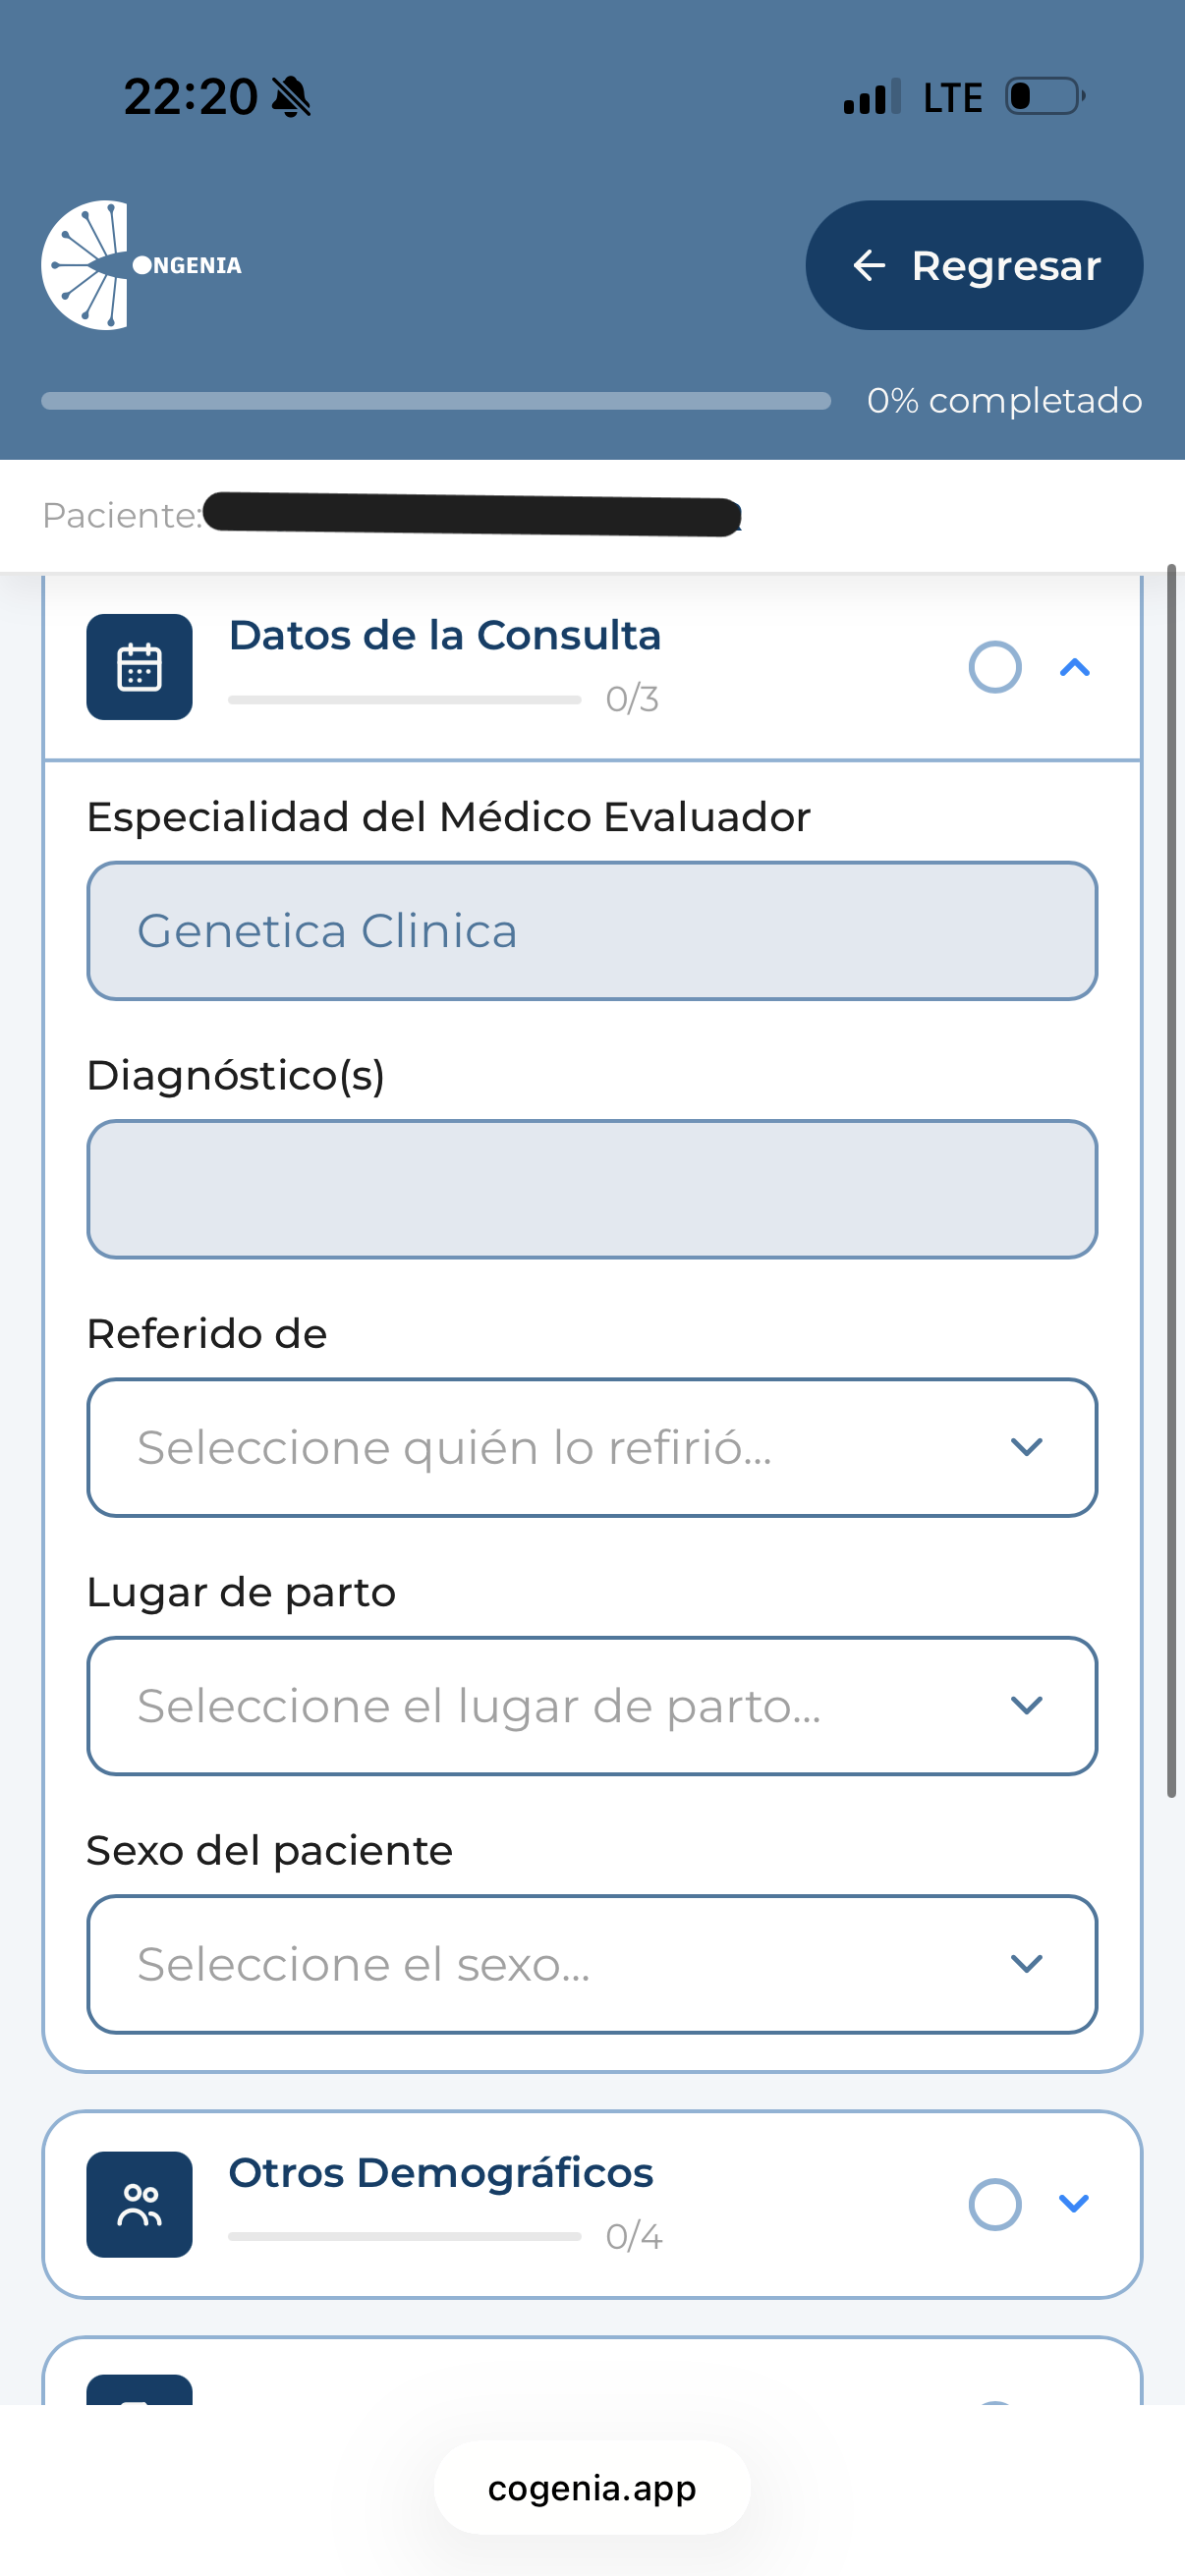 22:20
LTE
ONGENIA
← Regresar
0% completado
Paciente:
Datos de la Consulta
0/3
Especialidad del Médico Evaluador
Genetica Clinica
Diagnóstico(s)
Referido de
Seleccione quién lo refirió...
Lugar de parto
Seleccione el lugar de parto...
Sexo del paciente
Seleccione el sexo...
Otros Demográficos
0/4
cogenia.app